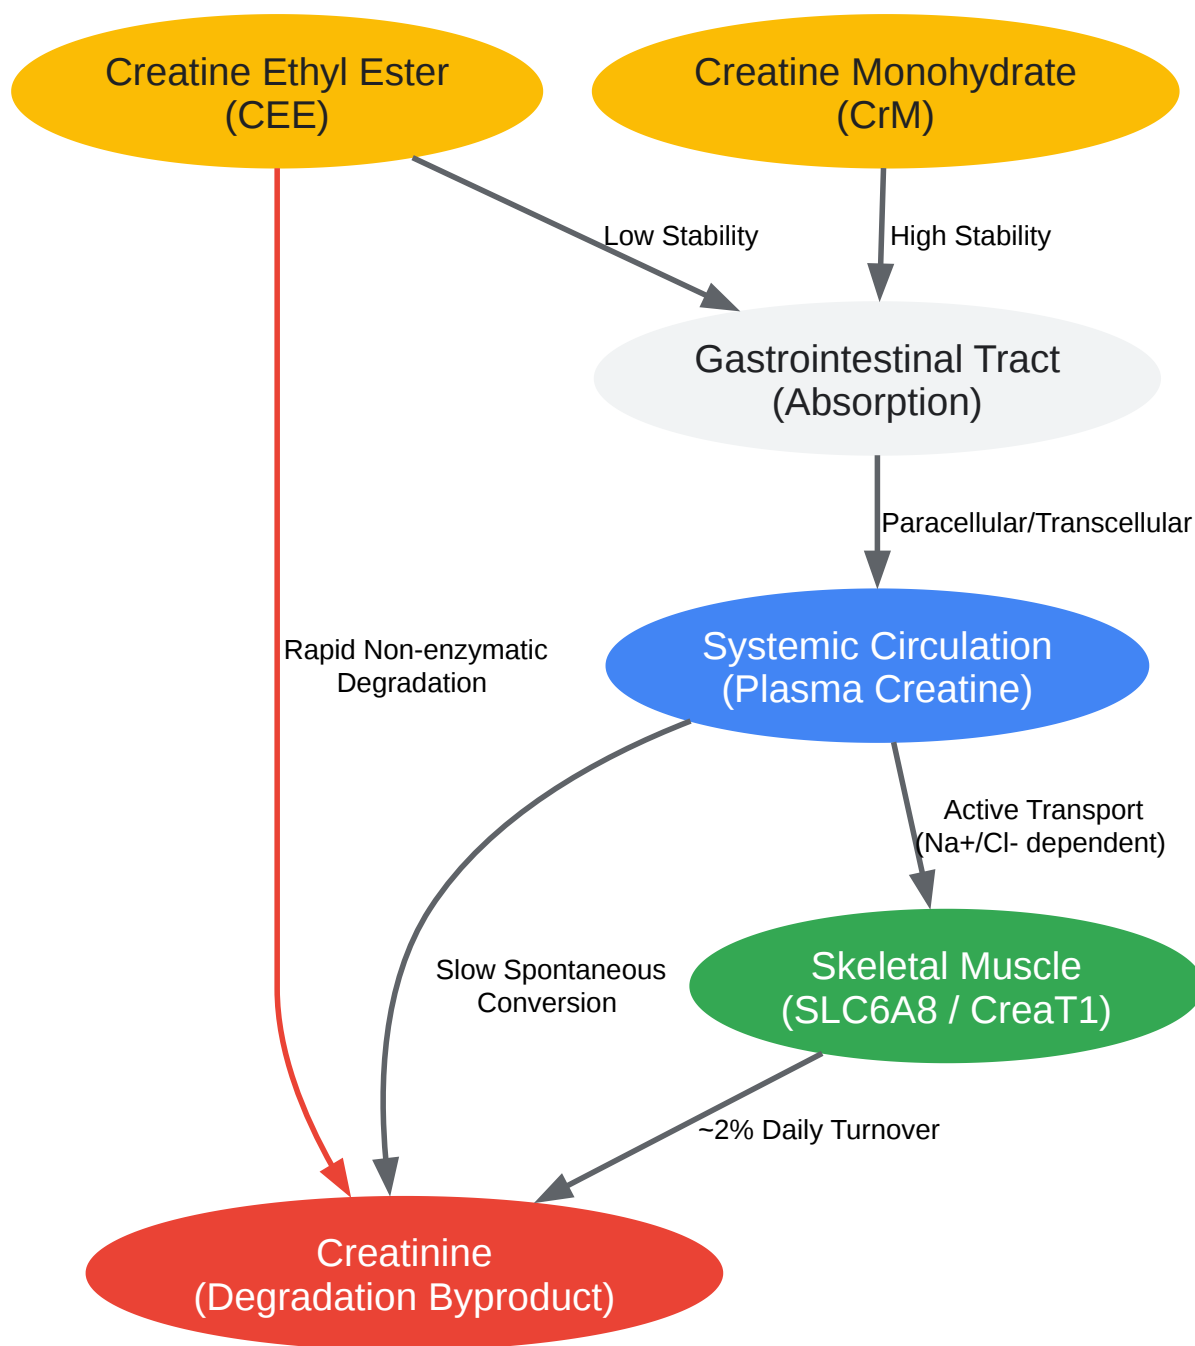 Creatine Ethyl Ester
(CEE)
Creatine Monohydrate
(CrM)
Low Stability
High Stability
Gastrointestinal Tract
(Absorption)
Paracellular/Transcellular
Rapid Non-enzymatic
Degradation
Systemic Circulation
(Plasma Creatine)
Active Transport
(Na+/Cl- dependent)
Slow Spontaneous
Conversion
Skeletal Muscle
(SLC6A8 / CreaT1)
~2% Daily Turnover
Creatinine
(Degradation Byproduct)